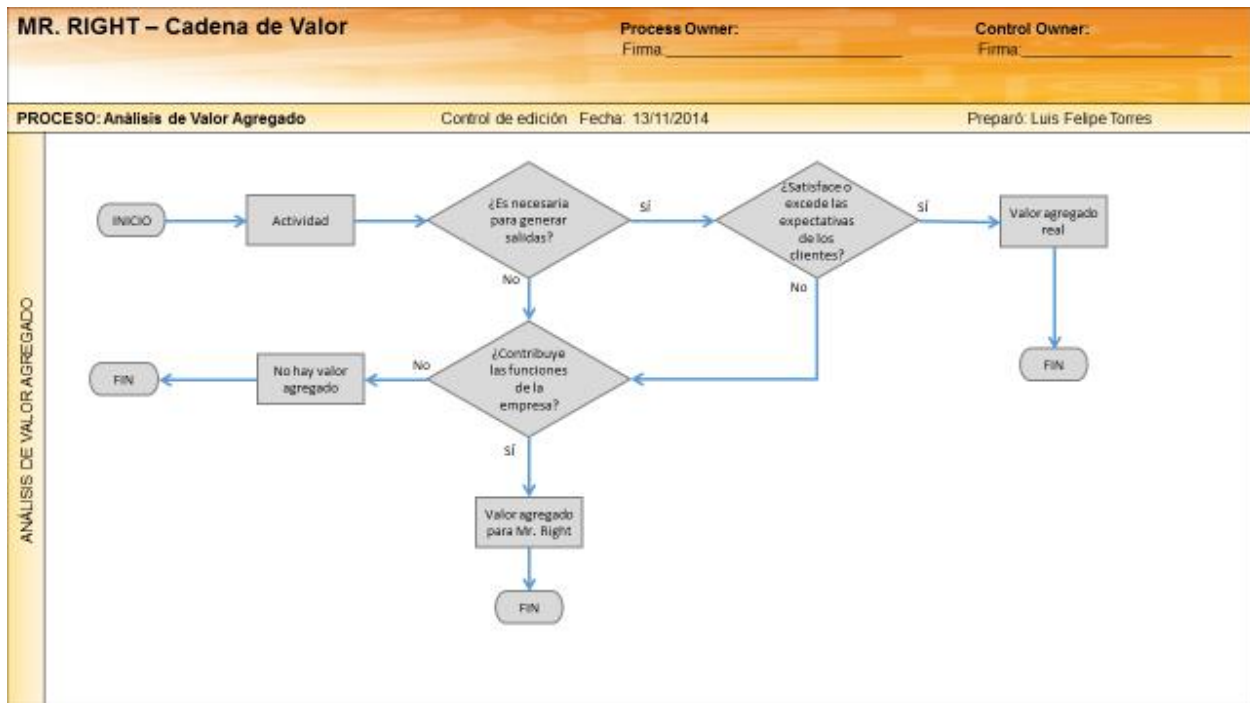 MR. RIGHT – Cadena de Valor
Process Owner:
Firma:
Control Owner:
Firma:
PROCESO: Análisis de Valor Agregado
Control de edición Fecha: 13/11/2014
Preparó: Luis Felipe Torres
ANÁLISIS DE VALOR AGREGADO
INICIO
Actividad
¿Es necesaria
para generar
salidas?
Sí
¿Satisface o
excede las
expectativas
de los
clientes?
Sí
Valor agregado
real
No
No
FIN
No hay valor
agregado
No
¿Contribuye
las funciones
de la
empresa?
FIN
Sí
Valor agregado
para Mr. Right
FIN